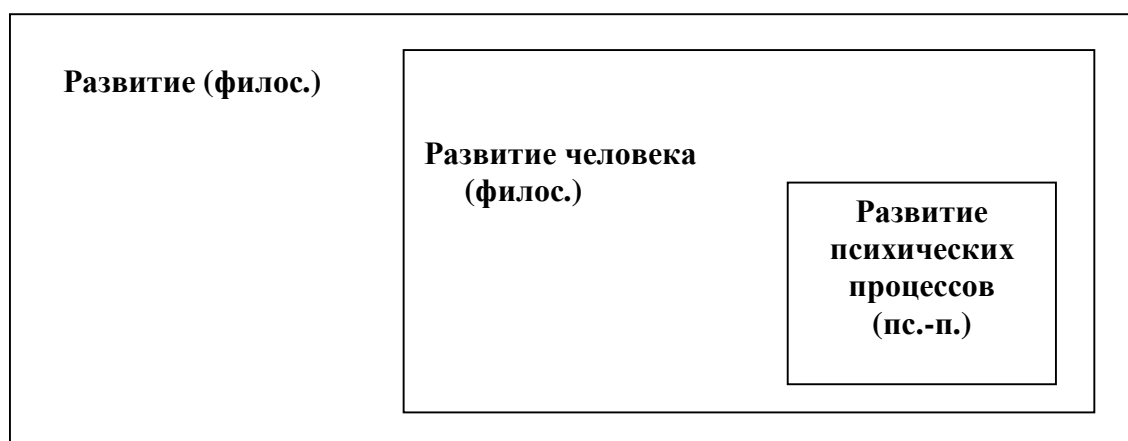 Развитие (филос.)
Развитие человека
(филос.)
Развитие
психических
процессов
(пс.-п.)